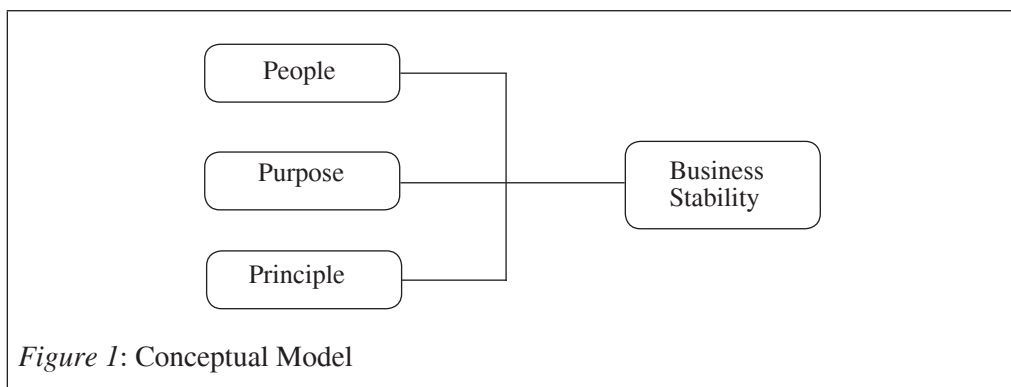 People
Purpose
Business
Stability
Principle
Figure 1: Conceptual Model